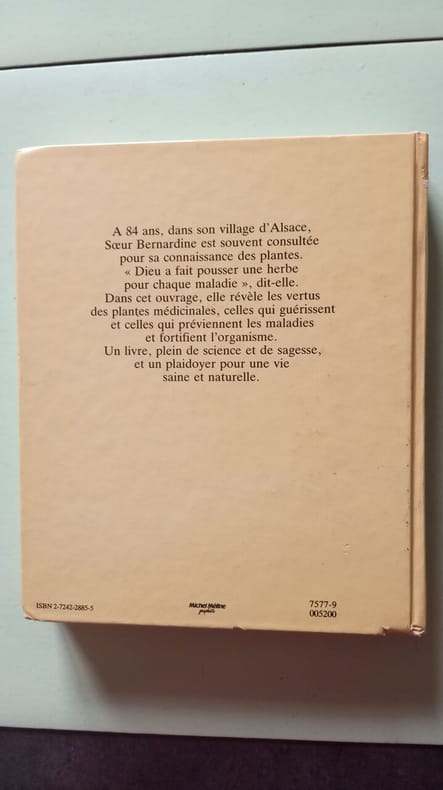 A 84 ans, dans son village d'Alsace,
Sœur Bernardine est souvent consultée
pour sa connaissance des plantes.
« Dieu a fait pousser une herbe
pour chaque maladie », dit-elle.
Dans cet ouvrage, elle révèle les vertus
des plantes médicinales, celles qui guérissent
et celles qui préviennent les maladies
et fortifient l'organisme.
Un livre, plein de science et de sagesse,
et un plaidoyer pour une vie
saine et naturelle.
ISBN 2-7242-2885-5
Michel Méline
7577-9
005200